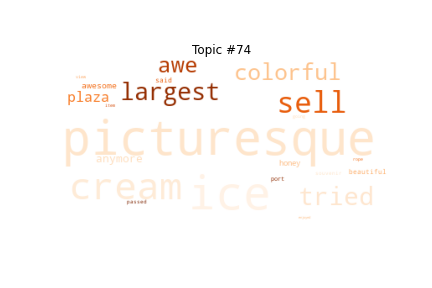 Topic #74
awe
colorful
said
awesome
plaza
largest
sell
picturesque
anymore
honey
beautiful
port
cream
ice
tried
passed